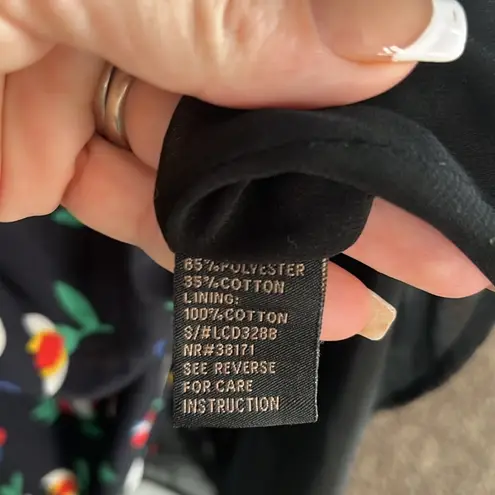 65%POLYESTER
35%COTTON
LINING:
100%COTTON
S/#LCD3288
NR#38171
SEE REVERSE
FOR CARE
INSTRUCTION